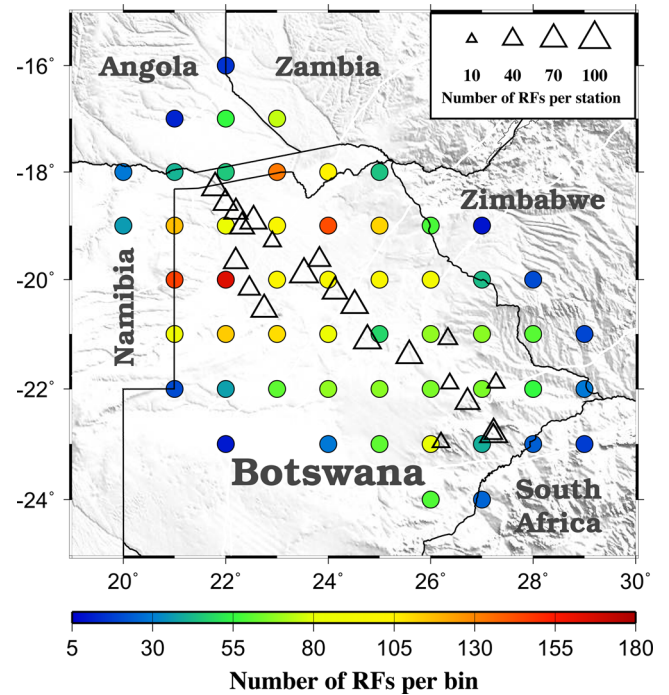 Angola
Zambia
10
40
70
100
Number of RFs per station
Zimbabwe
Namibia
Botswana
South
Africa
-16°
-18°
-20°
-22°
-24°
20°
22°
24°
26°
28°
30°
5
30
55
80
105
130
155
180
Number of RFs per bin